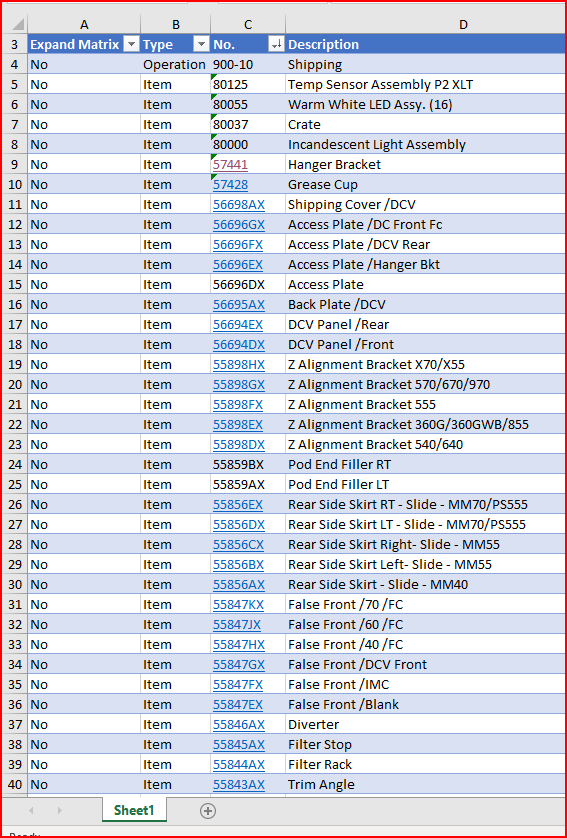 A B C D
3 Expand Matrix Type No. Description
4 No Operation 900-10 Shipping
5 No Item 80125 Temp Sensor Assembly P2 XLT
6 No Item 80055 Warm White LED Assy. (16)
7 No Item 80037 Crate
8 No Item 80000 Incandescent Light Assembly
9 No Item 57441 Hanger Bracket
10 No Item 57428 Grease Cup
11 No Item 56698AX Shipping Cover /DCV
12 No Item 56696GX Access Plate /DC Front Fc
13 No Item 56696FX Access Plate /DCV Rear
14 No Item 56696EX Access Plate /Hanger Bkt
15 No Item 56696DX Access Plate
16 No Item 56695AX Back Plate /DCV
17 No Item 56694EX DCV Panel /Rear
18 No Item 56694DX DCV Panel /Front
19 No Item 55898HX Z Alignment Bracket X70/X55
20 No Item 55898GX Z Alignment Bracket 570/670/970
21 No Item 55898FX Z Alignment Bracket 555
22 No Item 55898EX Z Alignment Bracket 360G/360GWB/855
23 No Item 55898DX Z Alignment Bracket 540/640
24 No Item 55859BX Pod End Filler RT
25 No Item 55859AX Pod End Filler LT
26 No Item 55856EX Rear Side Skirt RT - Slide - MM70/PS555
27 No Item 55856DX Rear Side Skirt LT - Slide - MM70/PS555
28 No Item 55856CX Rear Side Skirt Right- Slide - MM55
29 No Item 55856BX Rear Side Skirt Left- Slide - MM55
30 No Item 55856AX Rear Side Skirt - Slide - MM40
31 No Item 55847KX False Front /70 /FC
32 No Item 55847JX False Front /60 /FC
33 No Item 55847HX False Front /40 /FC
34 No Item 55847GX False Front /DCV Front
35 No Item 55847FX False Front /IMC
36 No Item 55847EX False Front /Blank
37 No Item 55846AX Diverter
38 No Item 55845AX Filter Stop
39 No Item 55844AX Filter Rack
40 No Item 55843AX Trim Angle
Sheet1